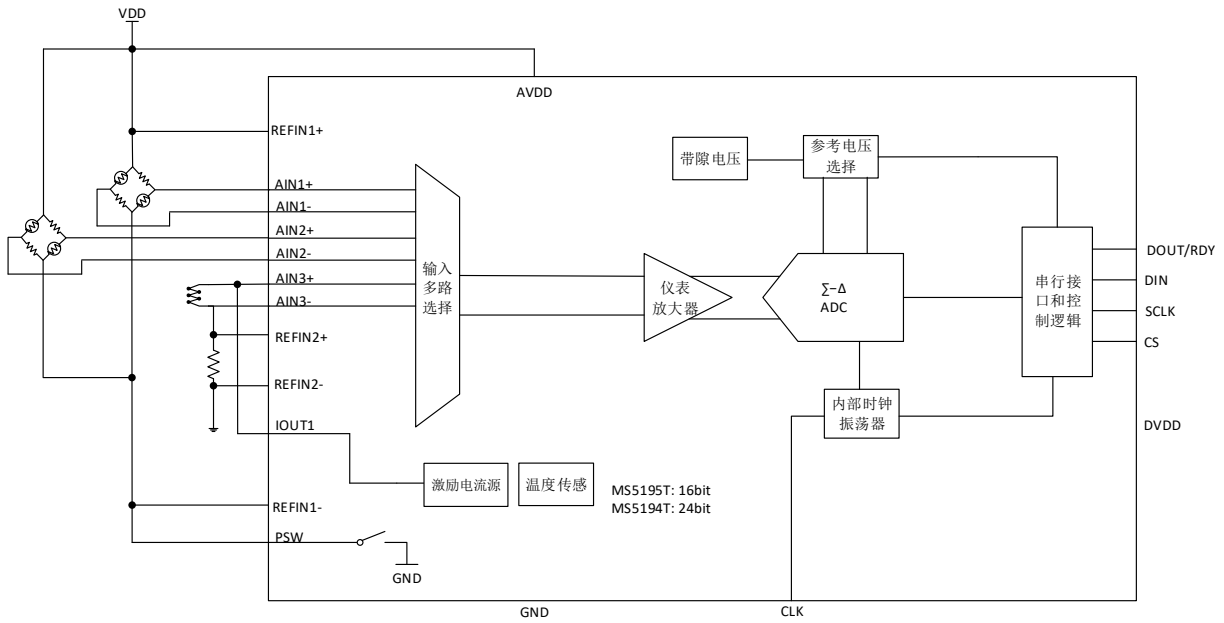 VDD
AVDD
REFIN1+
AIN1+
AIN1-
AIN2+
AIN2-
AIN3+
AIN3-
REFIN2+
REFIN2-
IOUT1
REFIN1-
PSW
GND
输入
多路
选择
激励电流源
温度传感
MS5195T: 16bit
MS5194T: 24bit
仪表
放大器
带隙电压
参考电压
选择
Σ-Δ
ADC
内部时钟
振荡器
串行接
口和控
制逻辑
DOUT/RDY
DIN
SCLK
CS
DVDD
GND
CLK